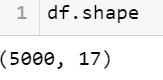 1 df.shape
(5000, 17)